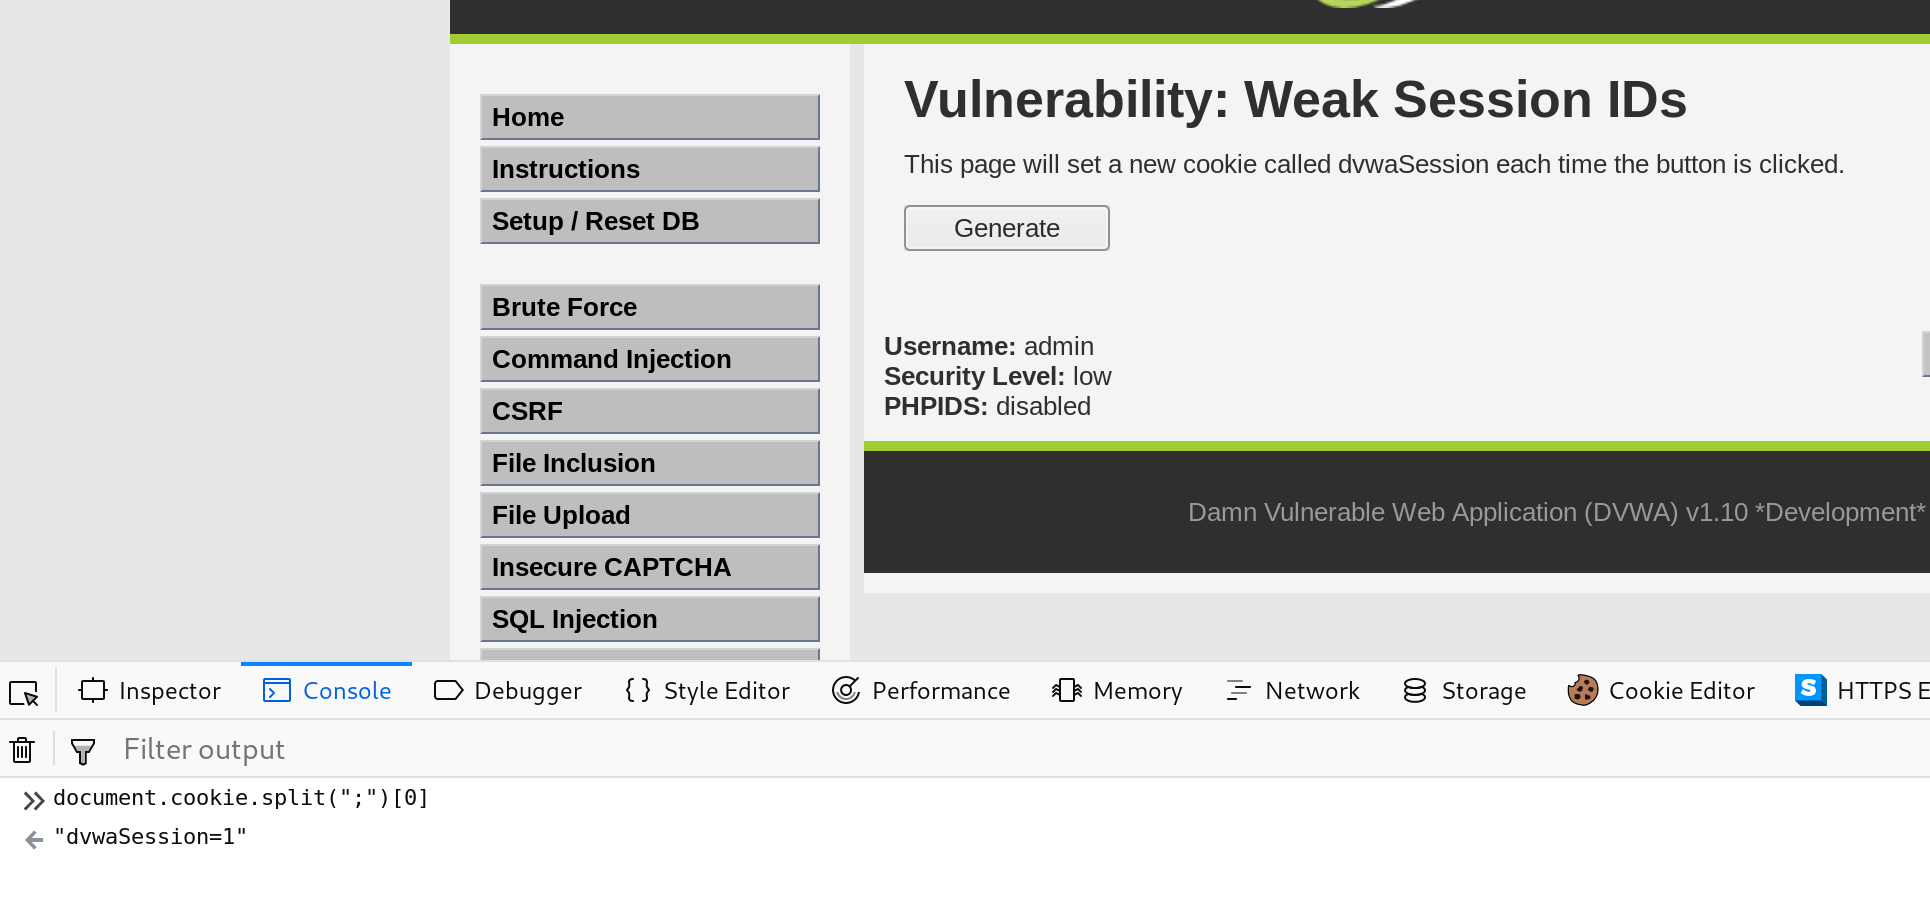 Home
Instructions
Setup / Reset DB
Brute Force
Command Injection
CSRF
File Inclusion
File Upload
Insecure CAPTCHA
SQL Injection
Vulnerability: Weak Session IDs
This page will set a new cookie called dvwaSession each time the button is clicked.
Generate
Username: admin
Security Level: low
PHPIDS: disabled
Damn Vulnerable Web Application (DVWA) v1.10 *Development*
Inspector Console Debugger Style Editor Performance Memory Network Storage Cookie Editor HTTPS E
Filter output
document.cookie.split(";")[0]
"dvwaSession=1"